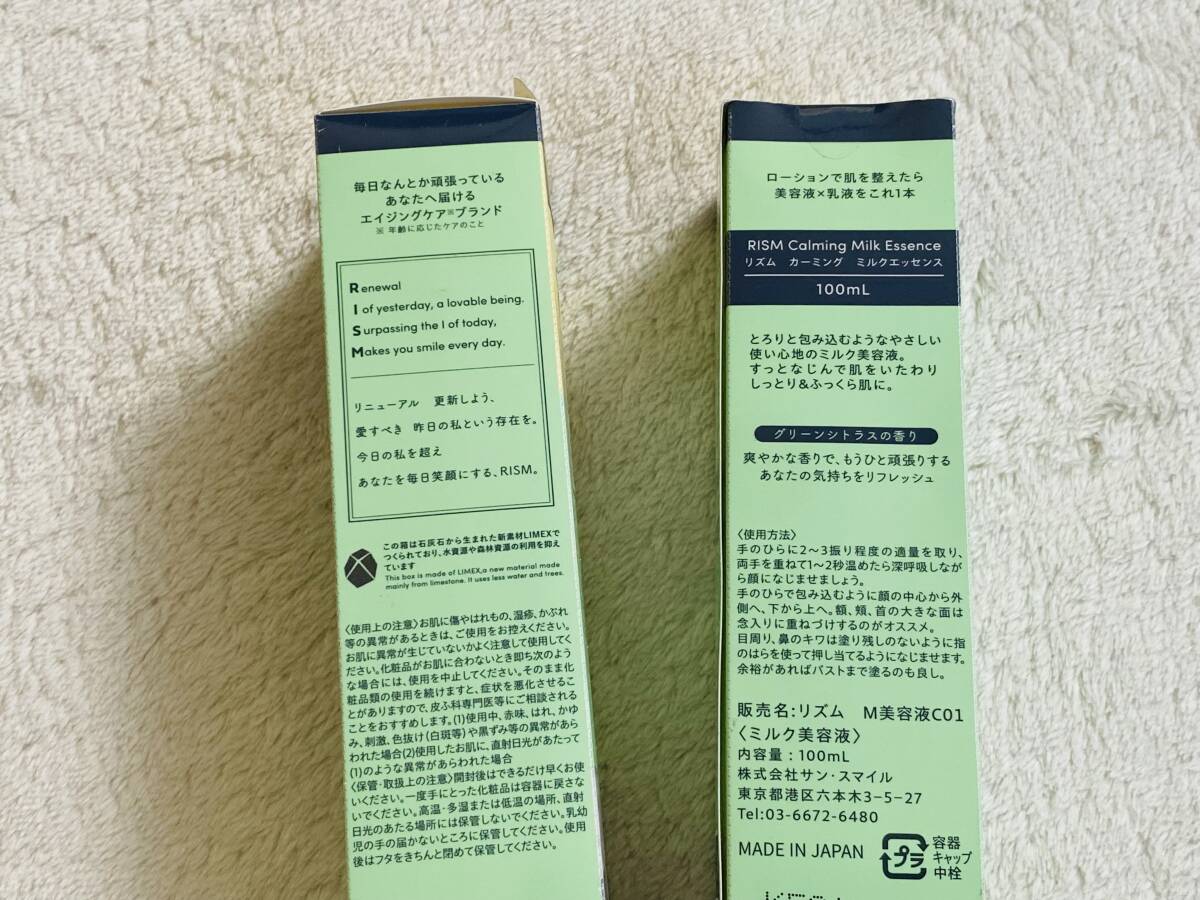 毎日なんとか頑張っている
あなたへ届ける
エイジングケア※ブランド
※ 年齢に応じたケアのこと
Renewal
I of yesterday, a lovable being.
Surpassing the I of today,
Makes you smile every day.
リニューアル 更新しよう、
愛すべき 昨日の私という存在を。
今日の私を超え
あなたを毎日笑顔にする、RISM。
この箱は石灰石から生まれた新素材LIMEXで
つくられており、水資源や森林資源の利用を抑え
ています
This box is made of LIMEX,a new material made
mainly from limestone. It uses less water and trees.
〈使用上の注意〉お肌に傷やはれもの、湿疹、かぶれ
等の異常があるときは、ご使用をお控えください。
お肌に異常が生じていないかよく注意して使用してく
ださい。化粧品がお肌に合わないとき即ち次のよう
な場合には、使用を中止してください。そのまま化
粧品類の使用を続けますと、症状を悪化させるこ
とがありますので、皮ふ科専門医等にご相談される
ことをおすすめします。(1)使用中、赤味、はれ、かゆ
み、刺激、色抜け(白斑等)や黒ずみ等の異常があら
われた場合(2)使用したお肌に、直射日光があたって
(1)のような異常があらわれた場合
〈保管・取扱上の注意〉開封後はできるだけ早くお使
いください。一度手にとった化粧品は容器に戻さな
いでください。高温・多湿または低温の場所、直射
日光のあたる場所には保管しないでください。乳幼
児の手の届かないところに保管してください。使用
後はフタをきちんと閉めて保管してください。
ローションで肌を整えたら
美容液×乳液をこれ1本
RISM Calming Milk Essence
リズム カーミング ミルクエッセンス
100mL
とろりと包み込むようなやさしい
使い心地のミルク美容液。
すっとなじんで肌をいたわり
しっとり&ふっくら肌に。
グリーンシトラスの香り
爽やかな香りで、もうひと頑張りする
あなたの気持ちをリフレッシュ
〈使用方法〉
手のひらに2〜3振り程度の適量を取り、
両手を重ねて1〜2秒温めたら深呼吸しなが
ら顔になじませましょう。
手のひらで包み込むように顔の中心から外
側へ、下から上へ。額、頬、首の大きな面は
念入りに重ねづけするのがオススメ。
目周り、鼻のキワは塗り残しのないように指
のはらを使って押し当てるようになじませます。
余裕があればバストまで塗るのも良し。
販売名:リズム M美容液C01
〈ミルク美容液〉
内容量:100mL
株式会社サン・スマイル
東京都港区六本木3-5-27
Tel:03-6672-6480
MADE IN JAPAN
プラ
容器
キャップ
中栓